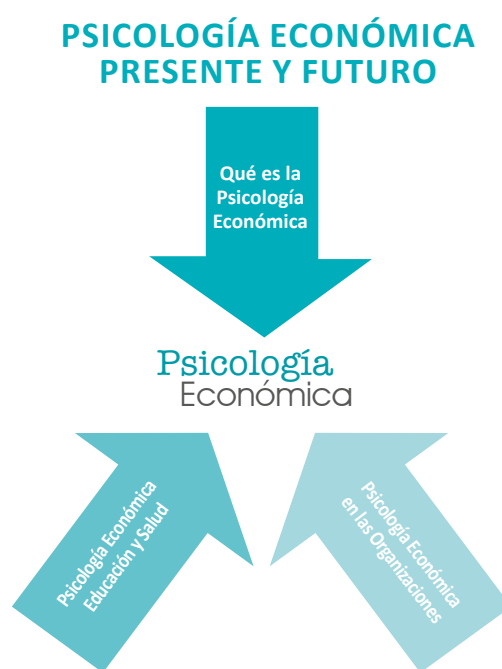 PSICOLOGÍA ECONÓMICA
PRESENTE Y FUTURO
Qué es la
Psicología
Económica
Psicología
Económica
Psicología Económica
Educación y Salud
Psicología Económica
en las Organizaciones